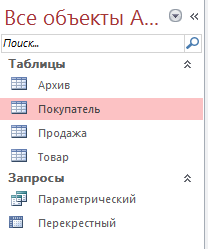 Все объекты A...
Поиск...
Таблицы
Архив
Покупатель
Продажа
Товар
Запросы
Параметрический
Перекрестный